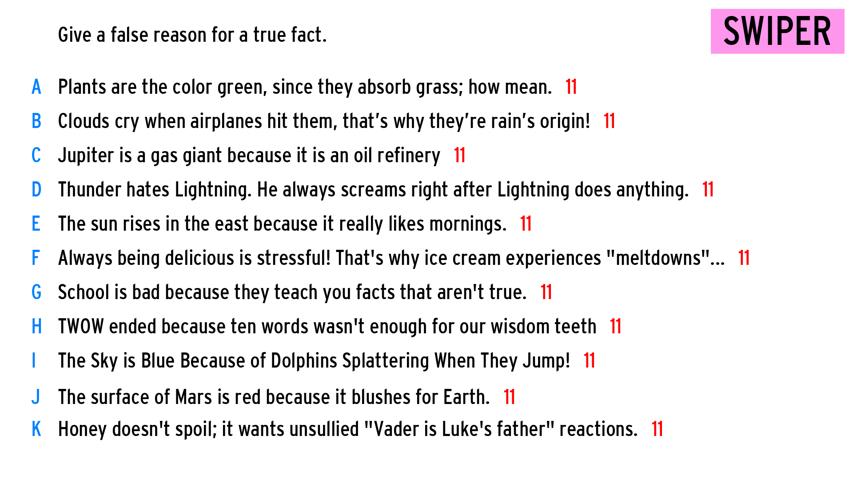 Give a false reason for a true fact.
SWIPER
A Plants are the color green, since they absorb grass; how mean. 11
B Clouds cry when airplanes hit them, that’s why they’re rain’s origin! 11
C Jupiter is a gas giant because it is an oil refinery 11
D Thunder hates Lightning. He always screams right after Lightning does anything. 11
E The sun rises in the east because it really likes mornings. 11
F Always being delicious is stressful! That's why ice cream experiences "meltdowns"... 11
G School is bad because they teach you facts that aren't true. 11
H TWOW ended because ten words wasn't enough for our wisdom teeth 11
I The Sky is Blue Because of Dolphins Splattering When They Jump! 11
J The surface of Mars is red because it blushes for Earth. 11
K Honey doesn't spoil; it wants unsullied "Vader is Luke's father" reactions. 11